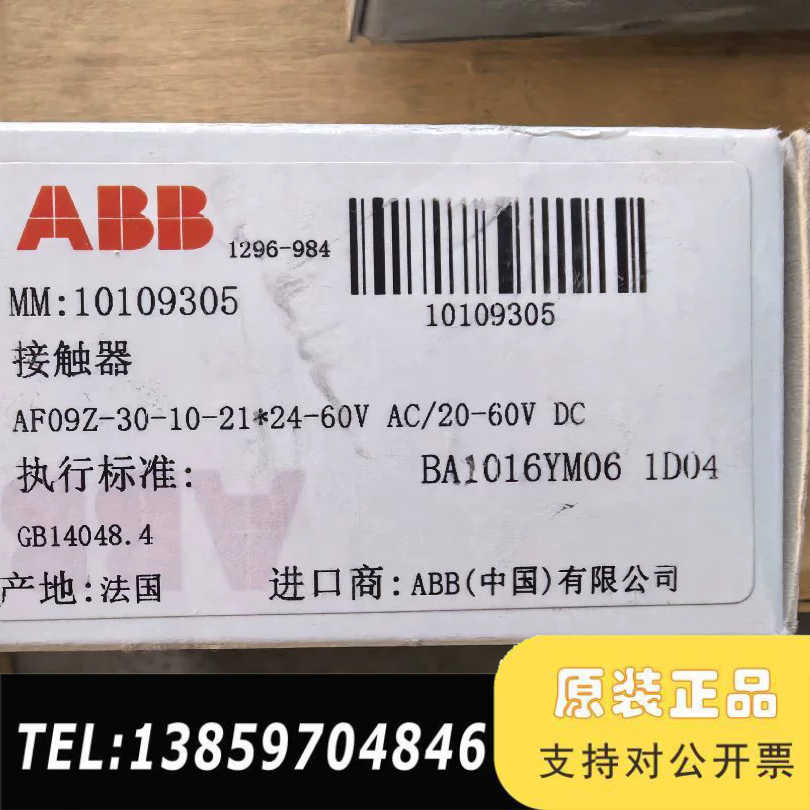 ABB
1296-984
10109305
MM:10109305
接触器
AF09Z-30-10-21*24-60V AC/20-60V DC
执行标准:
BA1016YM06 1D04
GB14048.4
产地:法国
进口商:ABB(中国)有限公司
TEL:13859704846
原装正品
支持对公开票